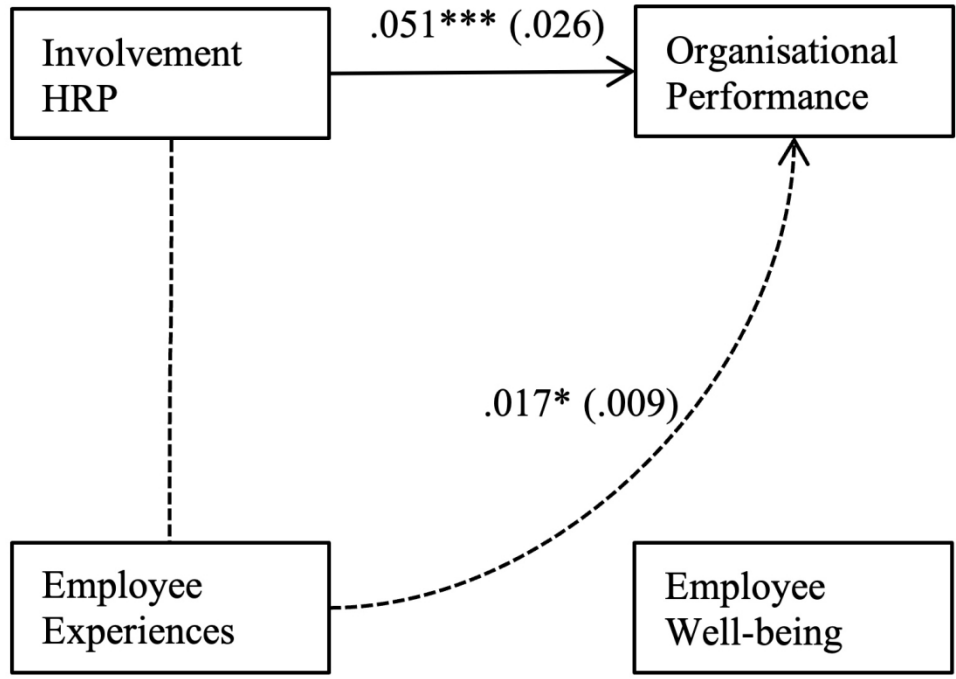 .051*** (.026)
Involvement
HRP
Organisational
Performance
.017* (.009)
Employee
Experiences
Employee
Well-being